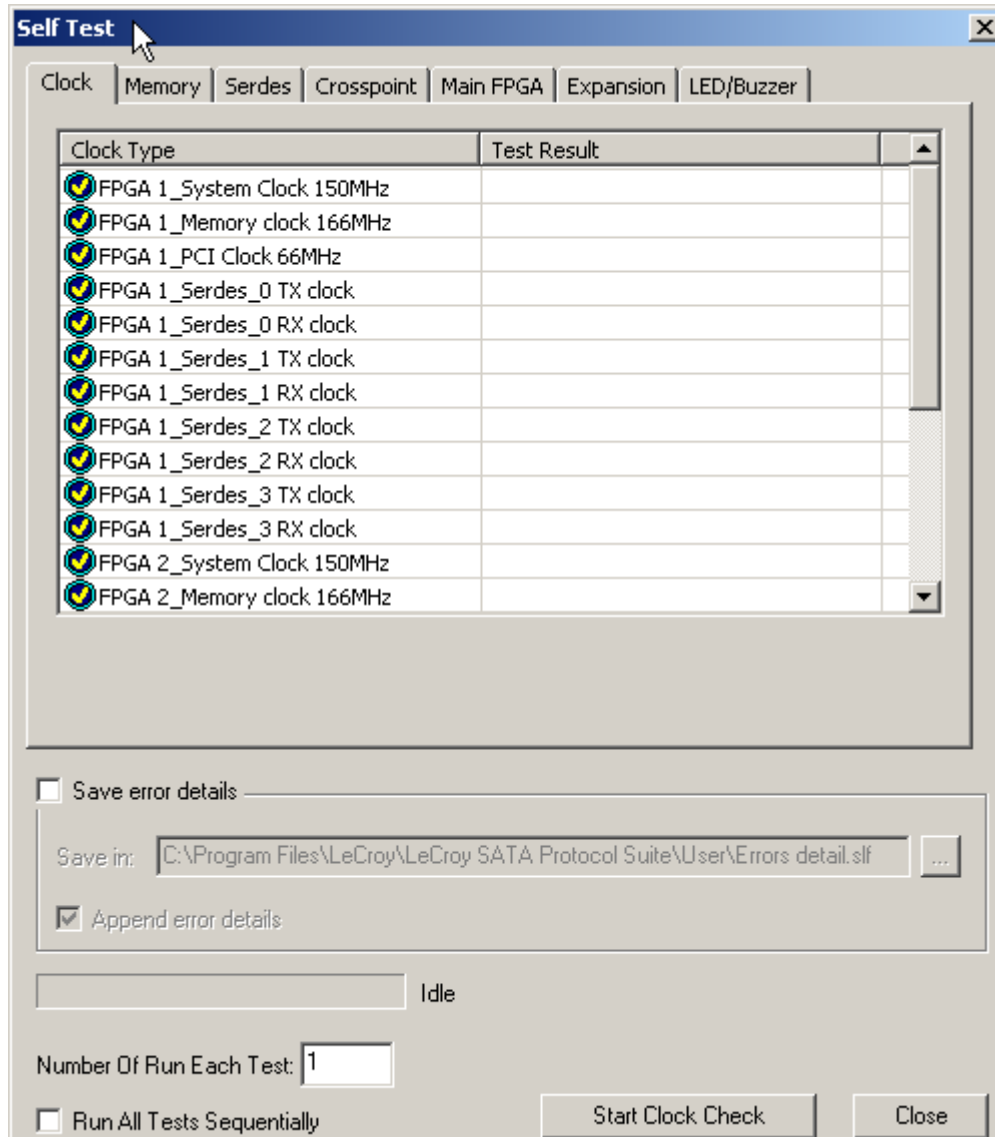 Self Test
Clock Memory Serdes Crosspoint Main FPGA Expansion LED/Buzzer
Clock Type Test Result
FPGA 1_System Clock 150MHz
FPGA 1_Memory clock 166MHz
FPGA 1_PCI Clock 66MHz
FPGA 1_Serdes_0 TX clock
FPGA 1_Serdes_0 RX clock
FPGA 1_Serdes_1 TX clock
FPGA 1_Serdes_1 RX clock
FPGA 1_Serdes_2 TX clock
FPGA 1_Serdes_2 RX clock
FPGA 1_Serdes_3 TX clock
FPGA 1_Serdes_3 RX clock
FPGA 2_System Clock 150MHz
FPGA 2_Memory clock 166MHz
Save error details
Save in: C:\Program Files\LeCroy\LeCroy SATA Protocol Suite\User\Errors detail.slf ...
Append error details
Idle
Number Of Run Each Test: 1
Run All Tests Sequentially Start Clock Check Close